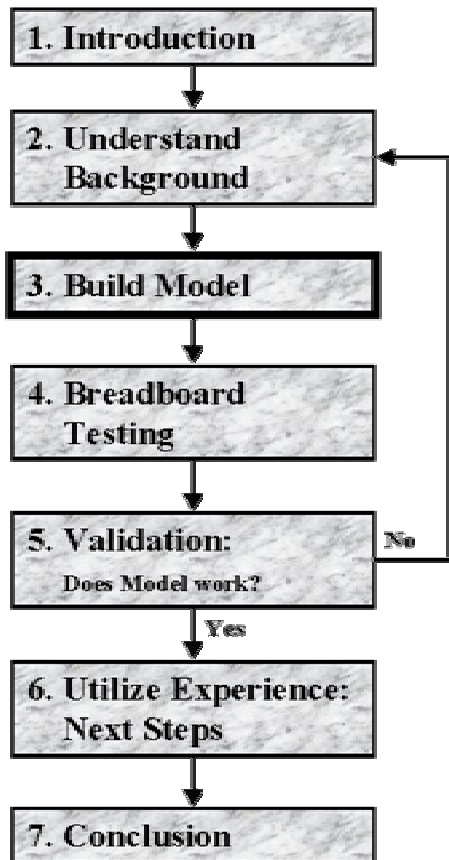 1. Introduction
2. Understand
Background
3. Build Model
4. Breadboard
Testing
5. Validation:
No
Does Model work?
Yes
6. Utilize Experience:
Next Steps
7. Conclusion